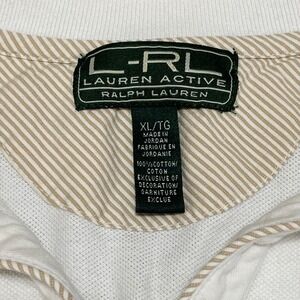 L-RL
LAUREN ACTIVE
RALPH LAUREN
XL/TG
MADE IN
JORDAN
FABRIQUE EN
JORDANIE
100% COTTON/
COTON
EXCLUSIVE OF
DECORATION/
GARNITURE
EXCLUE